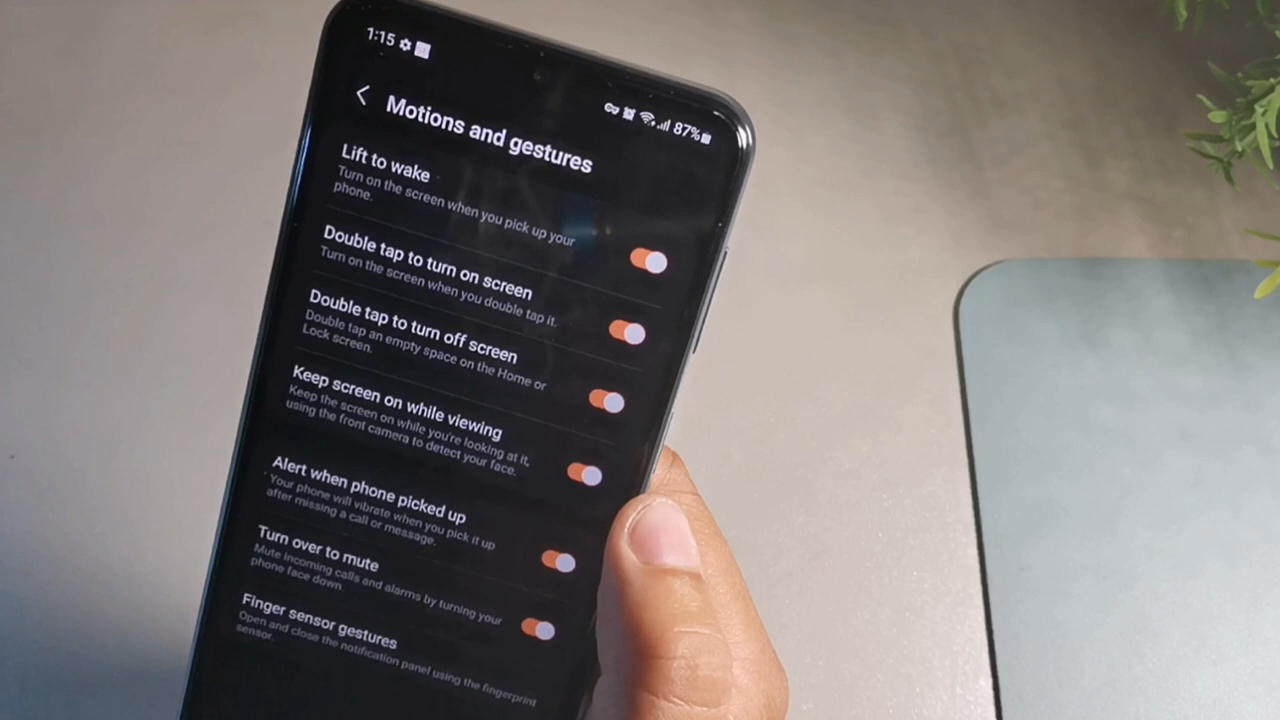 1:15
87%
Motions and gestures
Lift to wake
Turn on the screen when you pick up your
phone.
Double tap to turn on screen
Turn on the screen when you double tap it.
Double tap to turn off screen
Double tap an empty space on the Home or
Lock screen.
Keep screen on while viewing
Keep the screen on while you're looking at it,
using the front camera to detect your face.
Alert when phone picked up
Your phone will vibrate when you pick it up
after missing a call or message.
Turn over to mute
Mute incoming calls and alarms by turning your
phone face down.
Finger sensor gestures
Open and close the notification panel using the fingerprint
sensor.